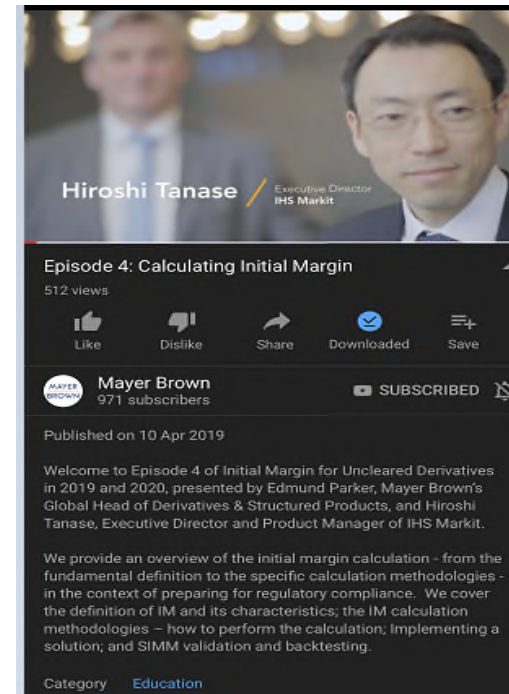 Hiroshi Tanase
Executive Director
IHS Markit
Episode 4: Calculating Initial Margin
512 views
Like Dislike Share Downloaded Save
MAYER
BROWN
Mayer Brown
971 subscribers
SUBSCRIBED
Published on 10 Apr 2019
Welcome to Episode 4 of Initial Margin for Uncleared Derivatives
in 2019 and 2020, presented by Edmund Parker, Mayer Brown's
Global Head of Derivatives & Structured Products, and Hiroshi
Tanase, Executive Director and Product Manager of IHS Markit.
We provide an overview of the initial margin calculation - from the
fundamental definition to the specific calculation methodologies -
in the context of preparing for regulatory compliance. We cover
the definition of IM and its characteristics; the IM calculation
methodologies – how to perform the calculation; Implementing a
solution; and SIMM validation and backtesting.
Category Education